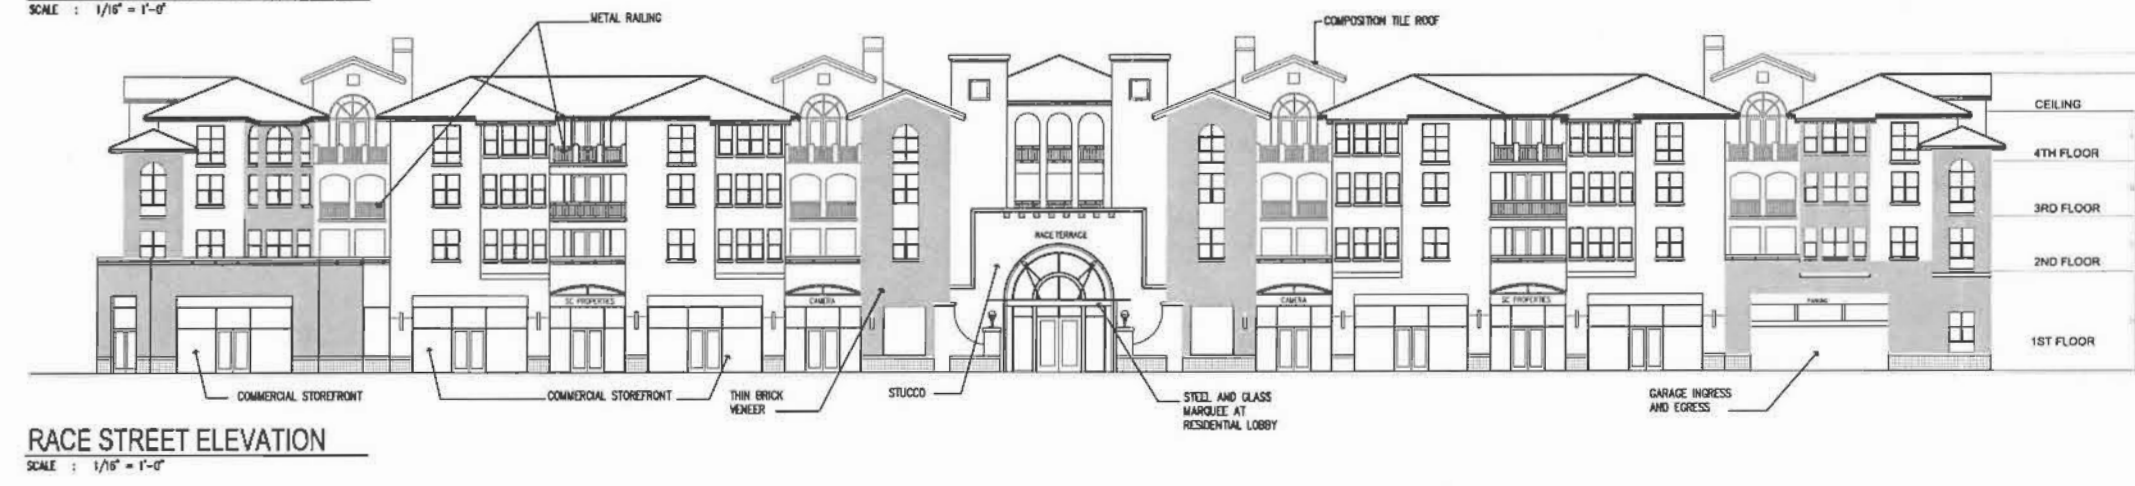 SCALE : 1/16" = 1'-0"
METAL RAILING
COMPOSITION TILE ROOF
CEILING
4TH FLOOR
3RD FLOOR
2ND FLOOR
1ST FLOOR
RACE TERRACE
SC PROPERTIES
CAMERA
CAMERA
SC PROPERTIES
PARKING
COMMERCIAL STOREFRONT
COMMERCIAL STOREFRONT
THIN BRICK
VENEER
STUCCO
STEEL AND GLASS
MARQUEE AT
RESIDENTIAL LOBBY
GARAGE INGRESS
AND EGRESS
RACE STREET ELEVATION
SCALE : 1/16" = 1'-0"